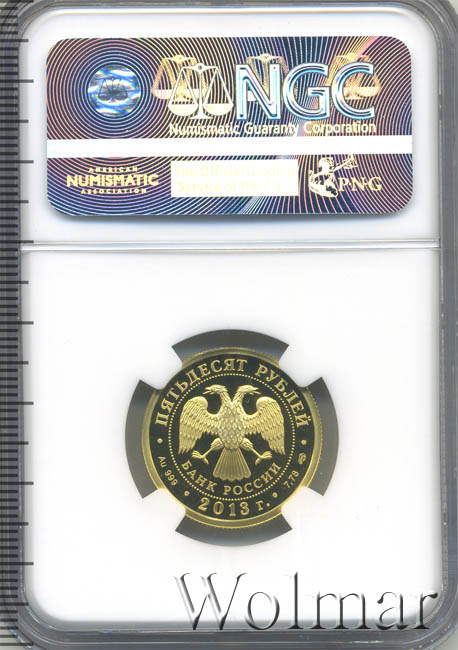 NGC
Numismatic Guaranty Corporation
AMERICAN
NUMISMATIC
ASSOCIATION
PNG
ПЯТЬДЕСЯТ РУБЛЕЙ
БАНК РОССИИ
Au 999
7,78
2013 г.
Wolmar